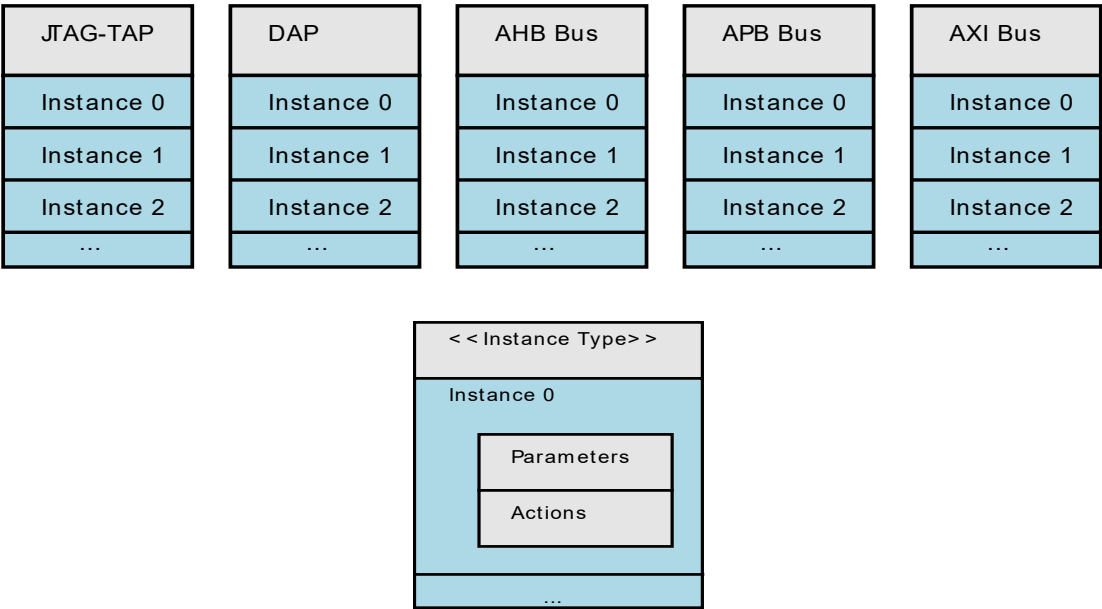 JTAG-TAP
DAP
AHB Bus
APB Bus
AXI Bus
Instance 0
Instance 0
Instance 0
Instance 0
Instance 0
Instance 1
Instance 1
Instance 1
Instance 1
Instance 1
Instance 2
Instance 2
Instance 2
Instance 2
Instance 2
...
...
...
...
...
<<Instance Type>>
Instance 0
Parameters
Actions
...